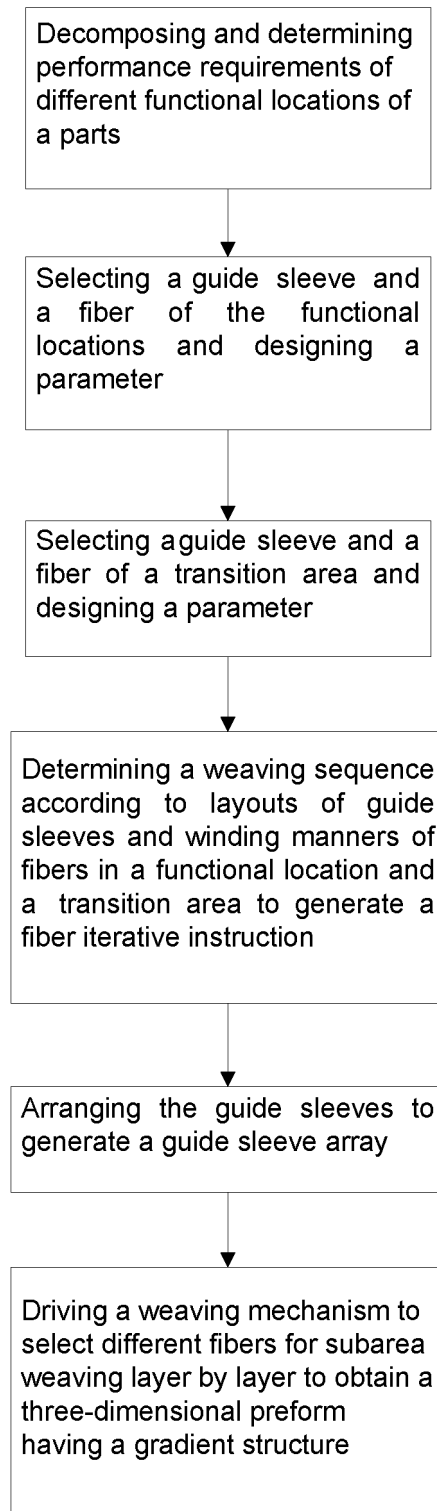 Decomposing and determining
performance requirements of
different functional locations of
a parts
Selecting a guide sleeve and
a fiber of the functional
locations and designing a
parameter
Selecting aguide sleeve and a
fiber of a transition area and
designing a parameter
Determining a weaving sequence
according to layouts of guide
sleeves and winding manners of
fibers in a functional location and
a transition area to generate a
fiber iterative instruction
Arranging the guide sleeves to
generate a guide sleeve array
Driving a weaving mechanism to
select different fibers for subarea
weaving layer by layer to obtain a
three-dimensional preform
having a gradient structure